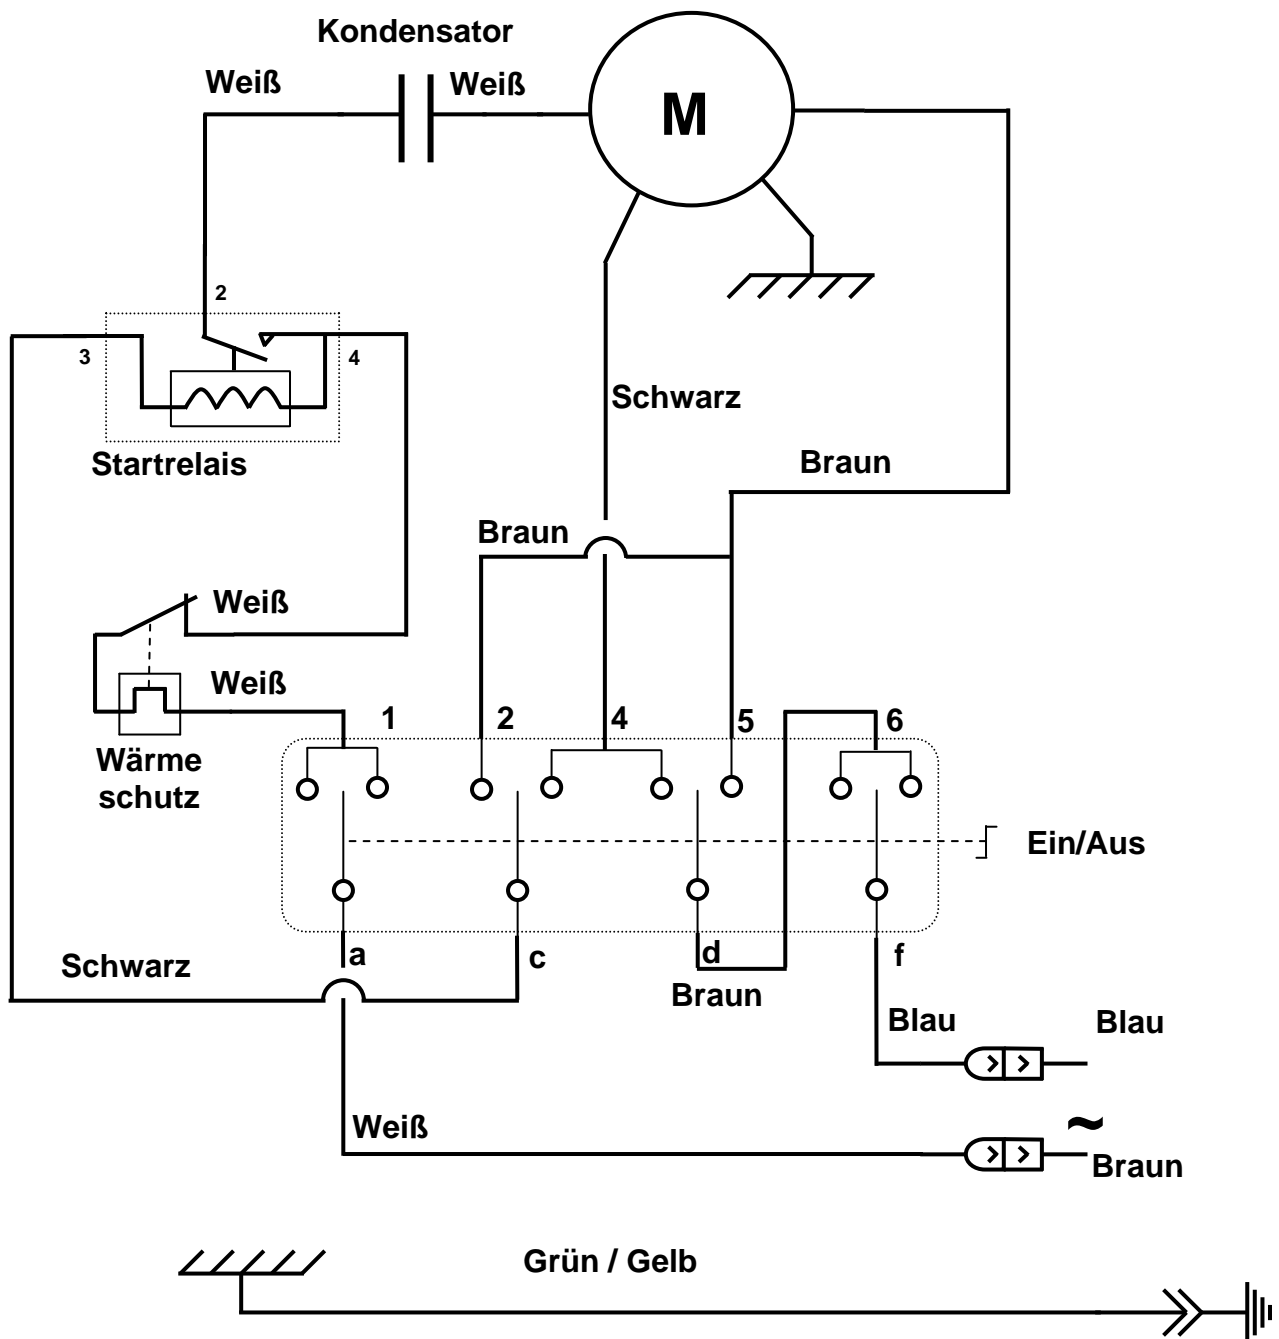 Kondensator
Weiß
Weiß
M
2
3
4
Schwarz
Startrelais
Braun
Braun
Weiß
Weiß
1
2
4
5
6
Wärme
schutz
Ein/Aus
a
c
d
f
Schwarz
Braun
Blau
Blau
~
Weiß
Braun
Grün / Gelb